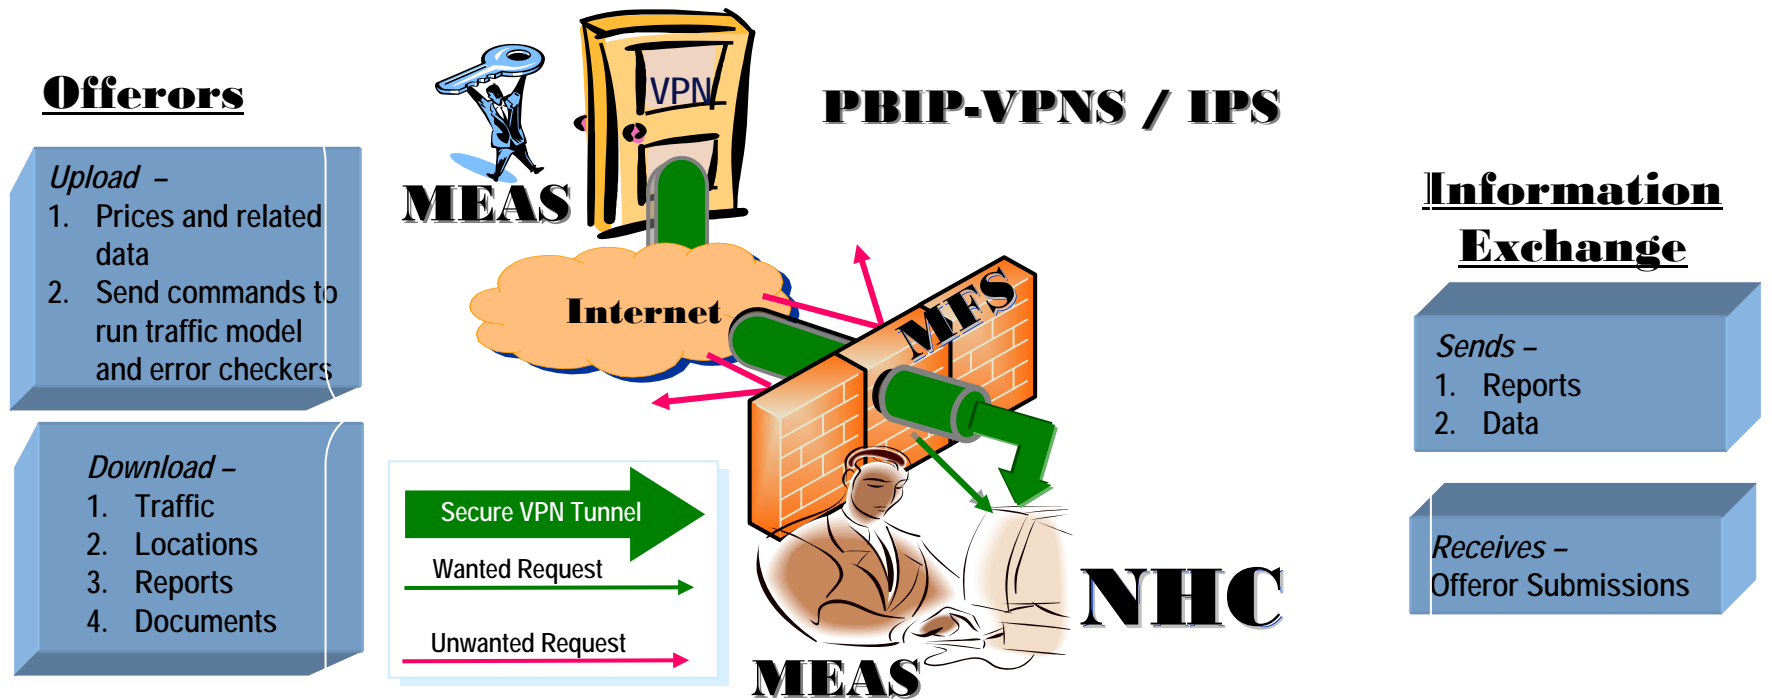 Offerors
Upload –
1. Prices and related
data
2. Send commands to
run traffic model
and error checkers
Download –
1. Traffic
2. Locations
3. Reports
4. Documents
VPN
MEAS
PBIP-VPNS / IPS
Internet
MFS
Secure VPN Tunnel
Wanted Request
Unwanted Request
NHC
MEAS
Information
Exchange
Sends –
1. Reports
2. Data
Receives –
Offeror Submissions